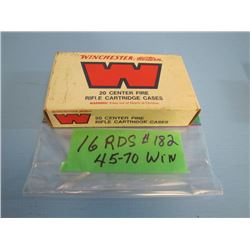 WINCHESTER Western
W
20 CENTER FIRE
RIFLE CARTRIDGE CASES
20 CENTER FIRE
RIFLE CARTRIDGE CASES
16 RDS #182
45-70 WIN